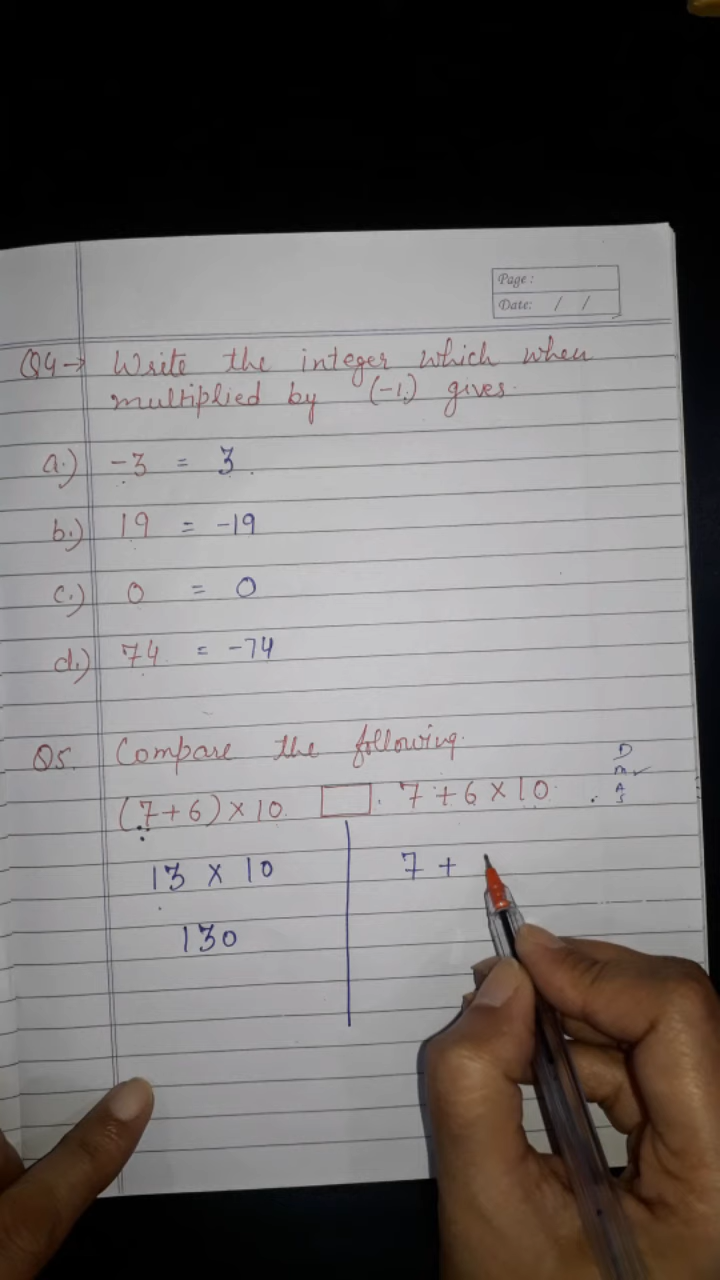 Page:
Date: / /
Q4→ Write the integer which when
multiplied by (-1) gives.
a.) -3 = 3.
b.) 19 = -19
c.) 0 = 0
d.) 74 = -74
Q5. Compare the following.
(7+6)×10 □. 7+6×10.
D
m✓
A
S
13 × 10
7 +
130